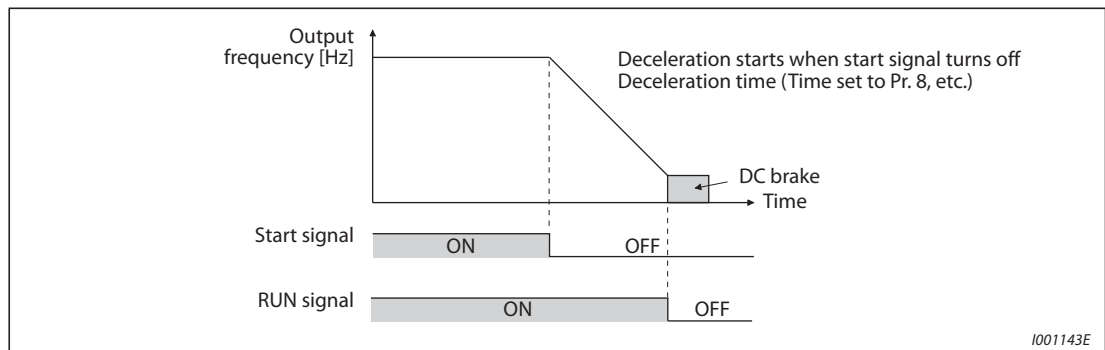 Output
frequency [Hz]
Deceleration starts when start signal turns off
Deceleration time (Time set to Pr. 8, etc.)
DC brake
Time
Start signal
ON
OFF
RUN signal
ON
OFF
I001143E